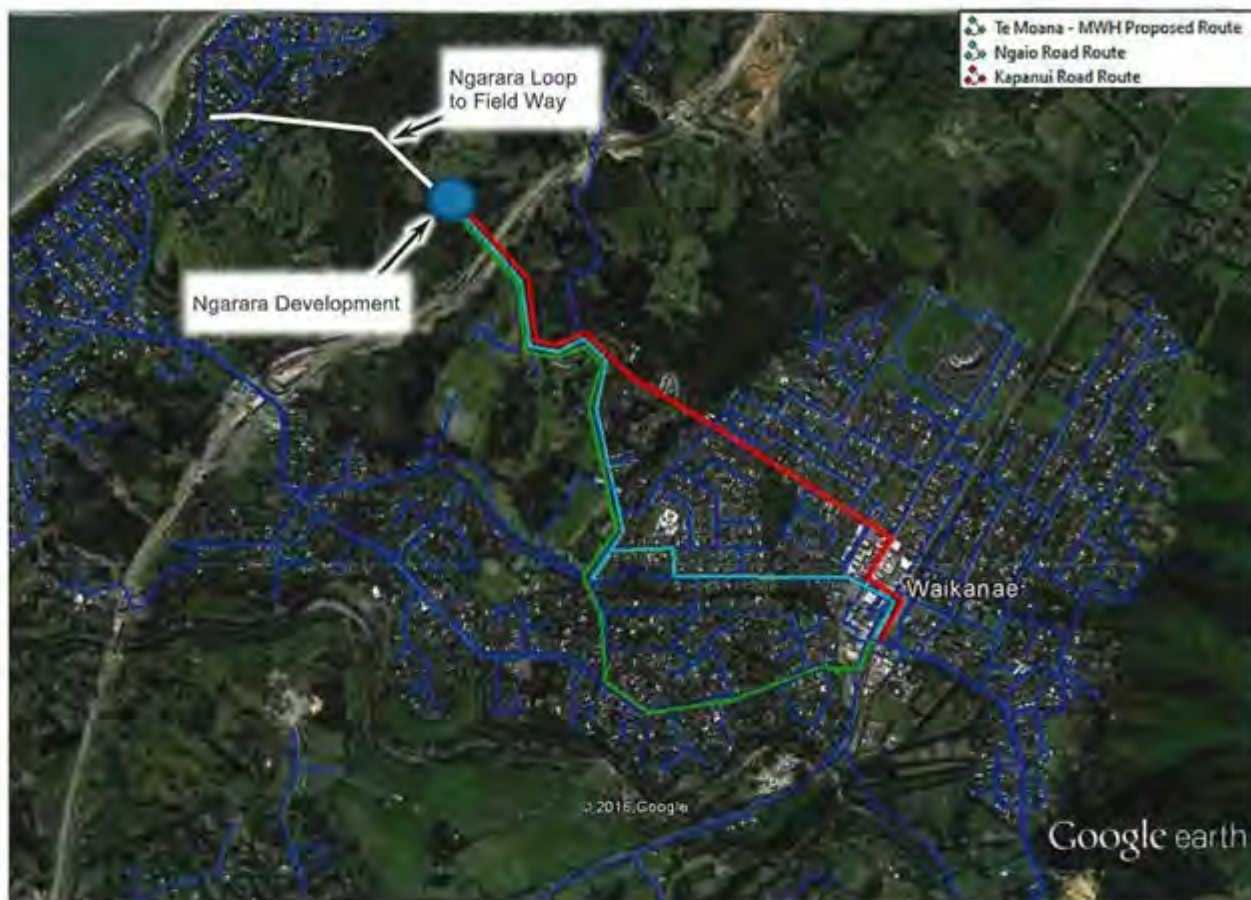 Te Moana - MWH Proposed Route
Ngaio Road Route
Kapanui Road Route
Ngarara Loop
to Field Way
Ngarara Development
Waikanae
2016 Google
Google earth